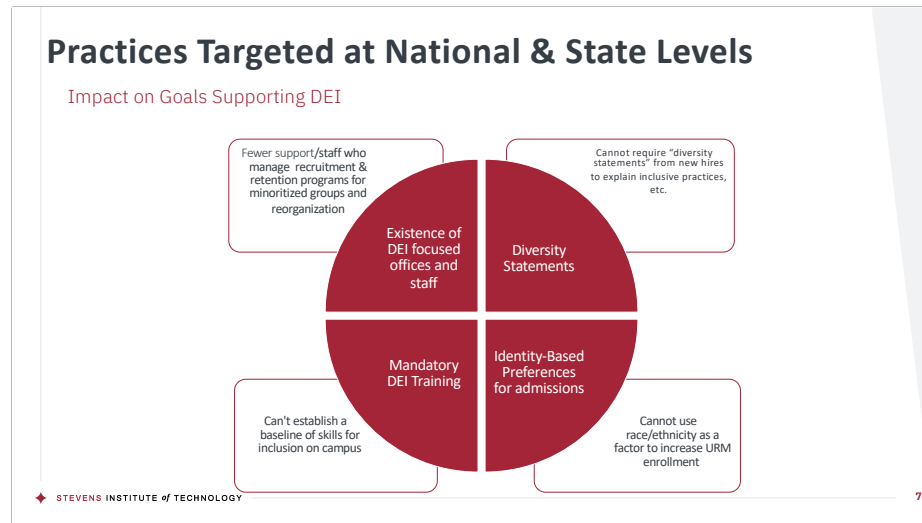 Practices Targeted at National & State Levels
Impact on Goals Supporting DEI
Fewer support/staff who
manage recruitment &
retention programs for
minoritized groups and
reorganization
Cannot require “diversity
statements” from new hires
to explain inclusive practices,
etc.
Existence of
DEI focused
offices and
staff
Diversity
Statements
Mandatory
DEI Training
Identity-Based
Preferences
for admissions
Can't establish a
baseline of skills for
inclusion on campus
Cannot use
race/ethnicity as a
factor to increase URM
enrollment
STEVENS INSTITUTE of TECHNOLOGY
7